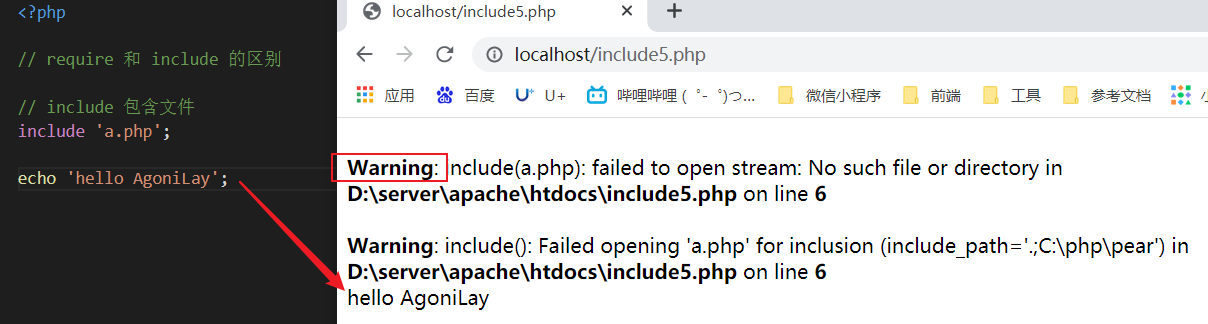 <?php
// require 和 include 的区别
// include 包含文件
include 'a.php';
echo 'hello AgoniLay';
localhost/include5.php
localhost/include5.php
应用 百度 U+ 哔哩哔哩 (゜-゜)つ... 微信小程序 前端 工具 参考文档 小
Warning: include(a.php): failed to open stream: No such file or directory in
D:\server\apache\htdocs\include5.php on line 6
Warning: include(): Failed opening 'a.php' for inclusion (include_path='.;C:\php\pear') in
D:\server\apache\htdocs\include5.php on line 6
hello AgoniLay